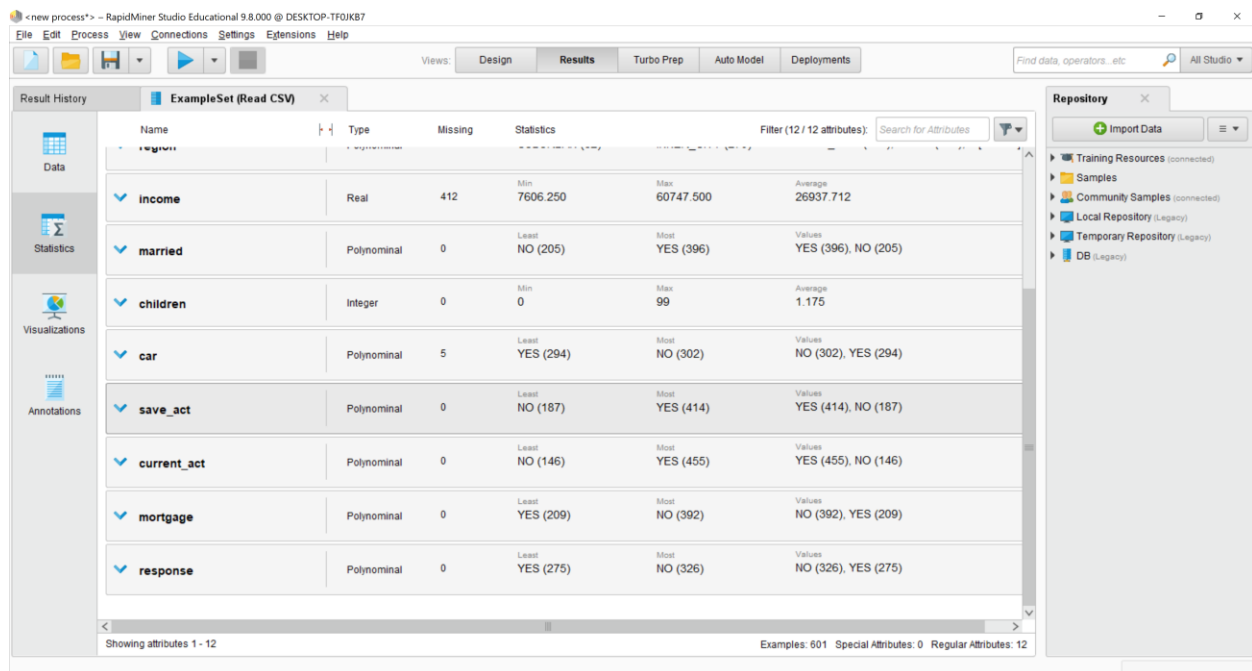 <new process*> – RapidMiner Studio Educational 9.8.000 @ DESKTOP-TF0JKB7
File Edit Process View Connections Settings Extensions Help
Views: Design Results Turbo Prep Auto Model Deployments Find data, operators...etc All Studio
Result History ExampleSet (Read CSV) Repository
Name Type Missing Statistics Filter (12 / 12 attributes): Search for Attributes Import Data
Data
Training Resources (connected)
Samples
Community Samples (connected)
Local Repository (Legacy)
Temporary Repository (Legacy)
DB (Legacy)
Statistics
Visualizations
Annotations
region
Min Max Average
income Real 412 7606.250 60747.500 26937.712
Least Most Values
married Polynominal 0 NO (205) YES (396) YES (396), NO (205)
Min Max Average
children Integer 0 0 99 1.175
Least Most Values
car Polynominal 5 YES (294) NO (302) NO (302), YES (294)
Least Most Values
save_act Polynominal 0 NO (187) YES (414) YES (414), NO (187)
Least Most Values
current_act Polynominal 0 NO (146) YES (455) YES (455), NO (146)
Least Most Values
mortgage Polynominal 0 YES (209) NO (392) NO (392), YES (209)
Least Most Values
response Polynominal 0 YES (275) NO (326) NO (326), YES (275)
Showing attributes 1 - 12 Examples: 601 Special Attributes: 0 Regular Attributes: 12